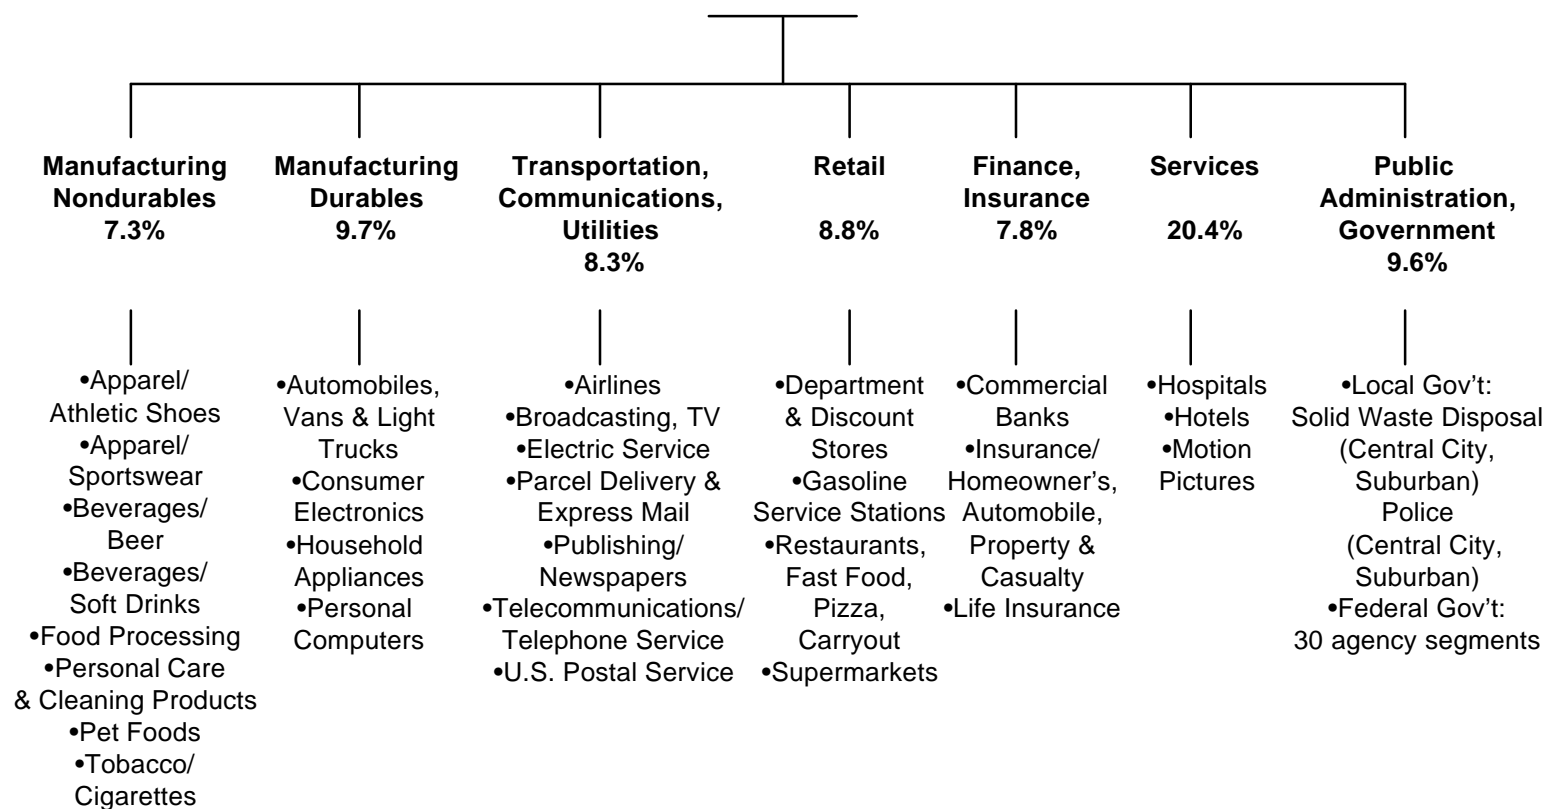 Manufacturing
Nondurables
7.3%
Manufacturing
Durables
9.7%
Transportation,
Communications,
Utilities
8.3%
Retail
8.8%
Finance,
Insurance
7.8%
Services
20.4%
Public
Administration,
Government
9.6%
•Apparel/
Athletic Shoes
•Apparel/
Sportswear
•Beverages/
Beer
•Beverages/
Soft Drinks
•Food Processing
•Personal Care
& Cleaning Products
•Pet Foods
•Tobacco/
Cigarettes
•Automobiles,
Vans & Light
Trucks
•Consumer
Electronics
•Household
Appliances
•Personal
Computers
•Airlines
•Broadcasting, TV
•Electric Service
•Parcel Delivery &
Express Mail
•Publishing/
Newspapers
•Telecommunications/
Telephone Service
•U.S. Postal Service
•Department
& Discount
Stores
•Gasoline
Service Stations
•Restaurants,
Fast Food,
Pizza,
Carryout
•Supermarkets
•Commercial
Banks
•Insurance/
Homeowner’s,
Automobile,
Property &
Casualty
•Life Insurance
•Hospitals
•Hotels
•Motion
Pictures
•Local Gov’t:
Solid Waste Disposal
(Central City,
Suburban)
Police
(Central City,
Suburban)
•Federal Gov’t:
30 agency segments